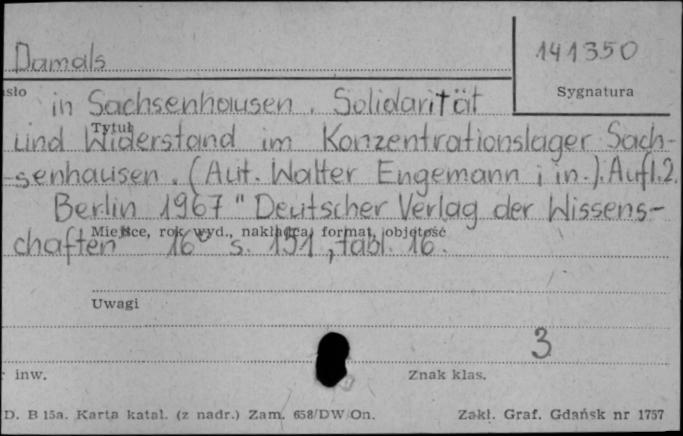 Damals
141350
sło
Sygnatura
in Sachsenhausen. Solidarität
Tytuł
und Widerstand im Konzentrationslager Sach-
senhausen. (Aut. Walter Engemann i in.). Aufl. 2.
Berlin 1967 "Deutscher Verlag der Wissens-
Miejsce, rok wyd., nakładca, format, objętość
chaften" 16° s. 151, tabl. 16.
Uwagi
3
inw.
Znak klas.
D. B 15a. Karta katal. (z nadr.) Zam. 658/DW/On.
Zakł. Graf. Gdańsk nr 1757